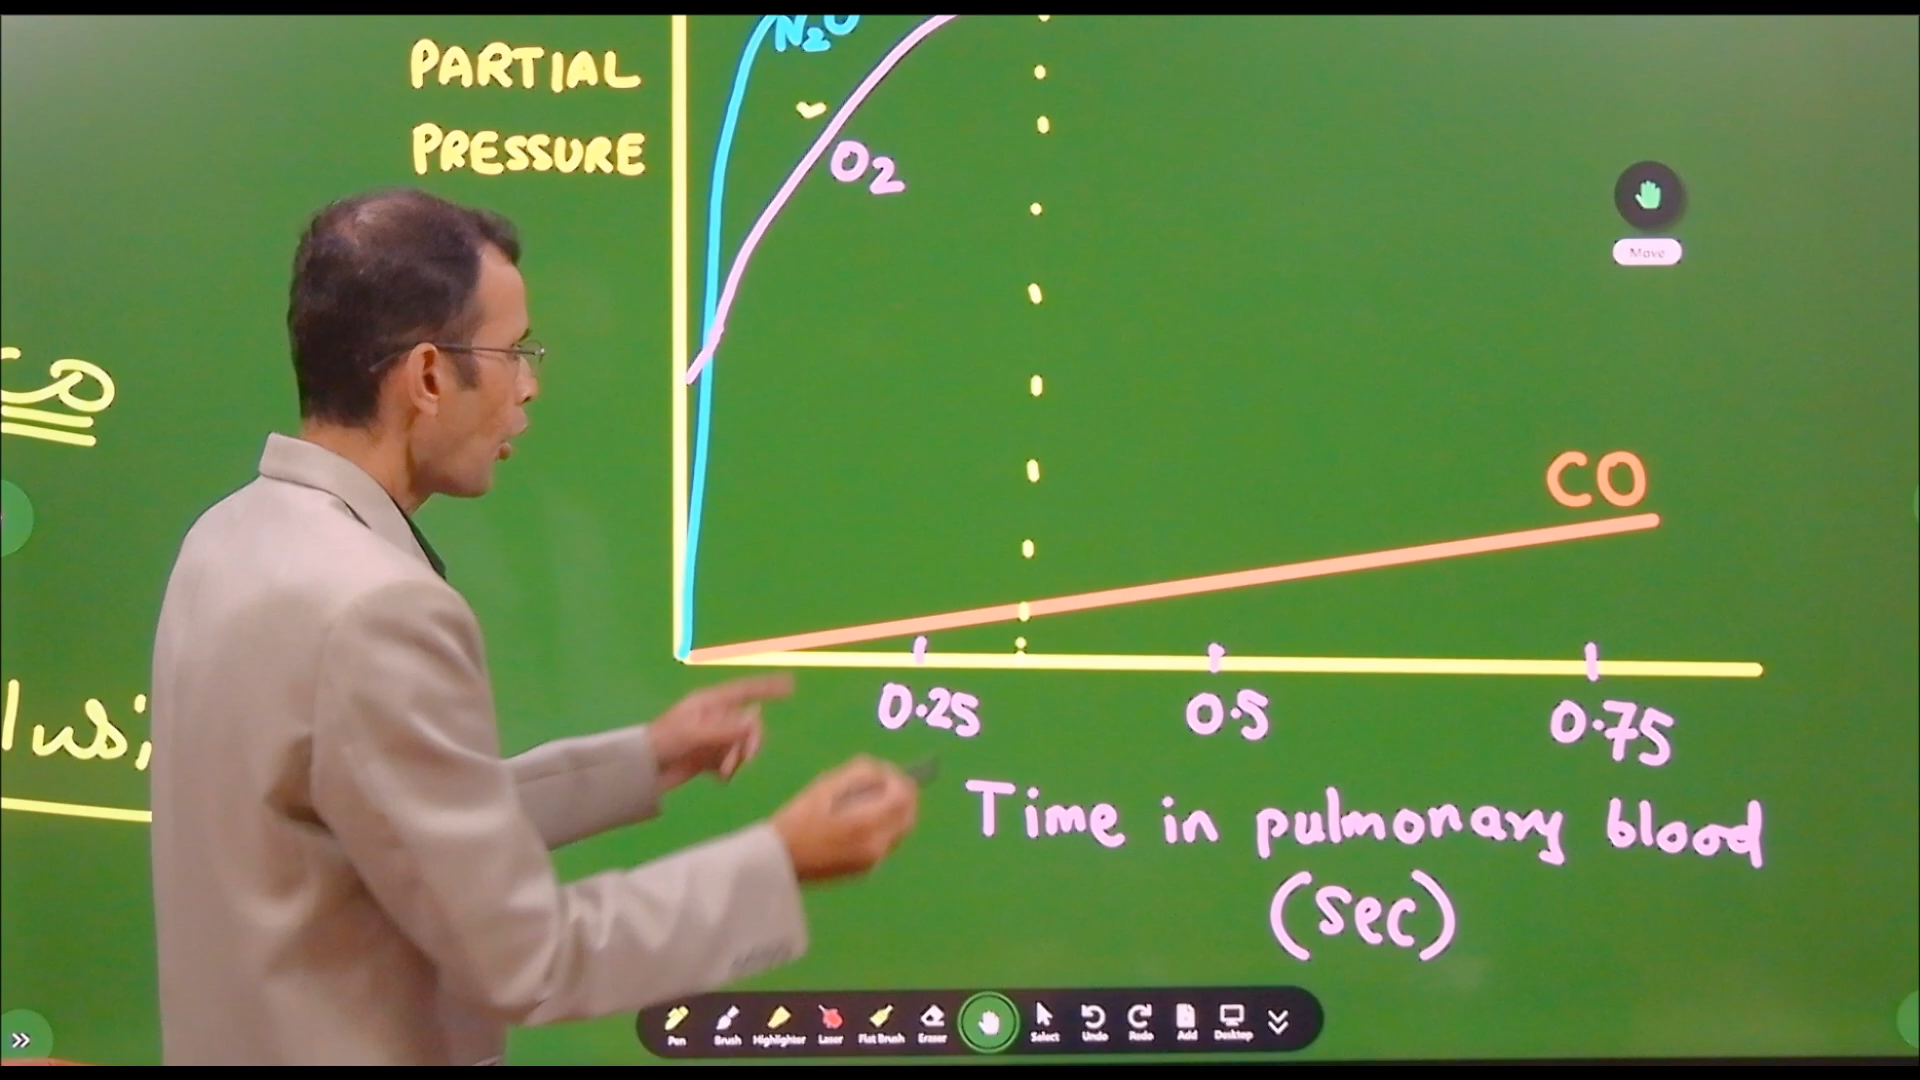 N₂O
PARTIAL
PRESSURE
O2
Move
CO
CO
0.25 0.5 0.75
Time in pulmonary blood
(sec)
Pen Brush Highlighter Laser Flat Brush Eraser Select Undo Redo Add Desktop